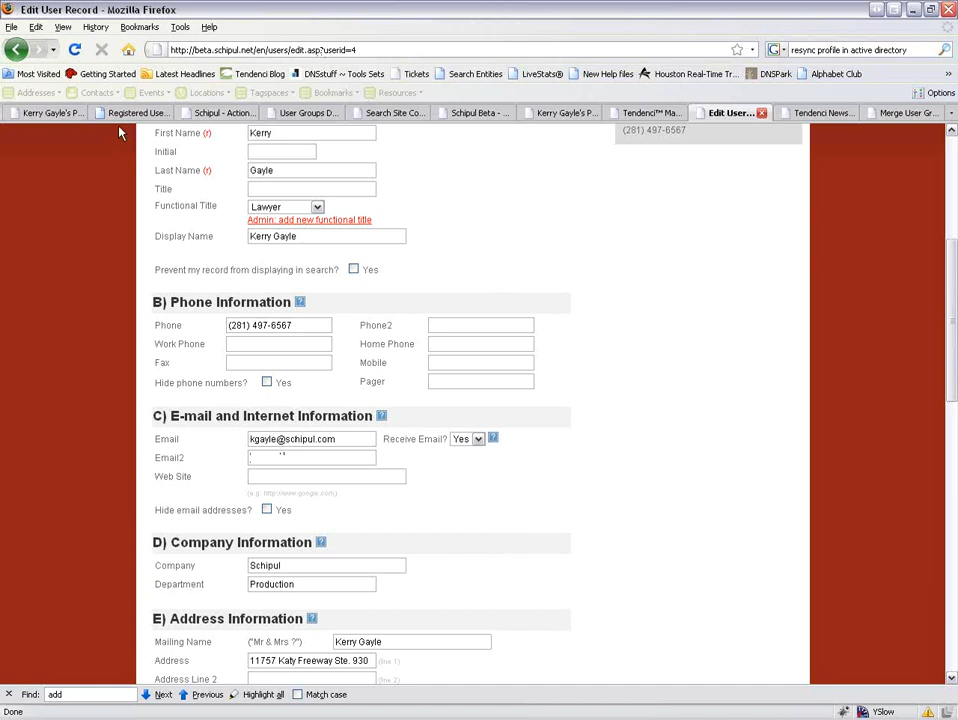 Edit User Record - Mozilla Firefox
File Edit View History Bookmarks Tools Help
http://beta.schipul.net/en/users/edit.asp?userid=4
resync profile in active directory
Most Visited Getting Started Latest Headlines Tendenci Blog DNSstuff ~ Tools Sets Tickets Search Entities LiveStats® New Help files Houston Real-Time Tr... DNSPark Alphabet Club »
Addresses Contacts Events Locations Tagspaces Bookmarks Resources Options
Kerry Gayle's P... Registered Use... Schipul - Action... User Groups D... Search Site Co... Schipul Beta - ... Kerry Gayle's P... Tendenci™ Ma... Edit User... Tendenci News... Merge User Gr...
First Name (r) Kerry
(281) 497-6567
Initial
Last Name (r) Gayle
Title
Functional Title Lawyer
Admin: add new functional title
Display Name Kerry Gayle
Prevent my record from displaying in search? Yes
B) Phone Information ?
Phone (281) 497-6567 Phone2
Work Phone Home Phone
Fax Mobile
Hide phone numbers? Yes Pager
C) E-mail and Internet Information ?
Email kgayle@schipul.com Receive Email? Yes ?
Email2
Web Site
(e.g. http://www.google.com)
Hide email addresses? Yes
D) Company Information ?
Company Schipul
Department Production
E) Address Information ?
Mailing Name ("Mr & Mrs ?") Kerry Gayle
Address 11757 Katy Freeway Ste. 930 (line 1)
Address Line 2 (line 2)
Find: add Next Previous Highlight all Match case
Done YSlow